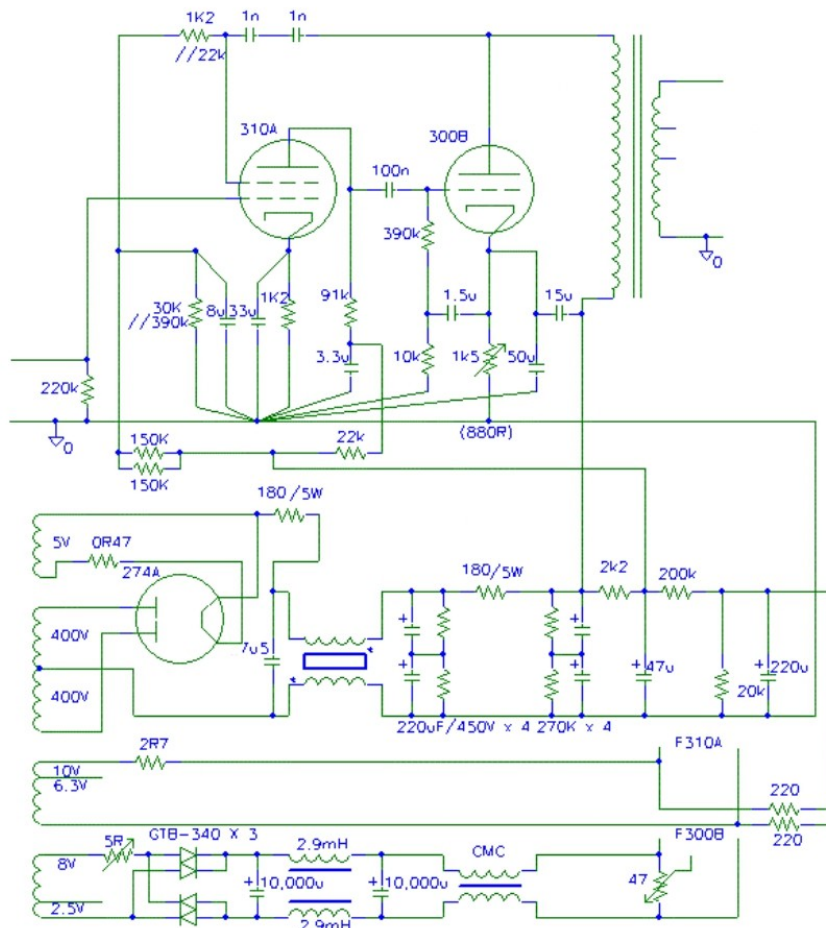 1K2
//22k
1n
1n
310A
300B
100n
390k
0
30K
//390k
8u
33u
1K2
91k
1.5u
15u
3.3u
10k
1k5
50u
220k
0
(880R)
150K
150K
22k
180/5W
5V
0R47
274A
180/5W
2k2
200k
400V
7u5
400V
47u
20k
220u
220uF/450V x 4
270K x 4
2R7
F310A
10V
6.3V
220
220
GTB-340 X 3
5R
2.9mH
CMC
F300B
8V
10,000u
10,000u
47
2.5V
2.9mH